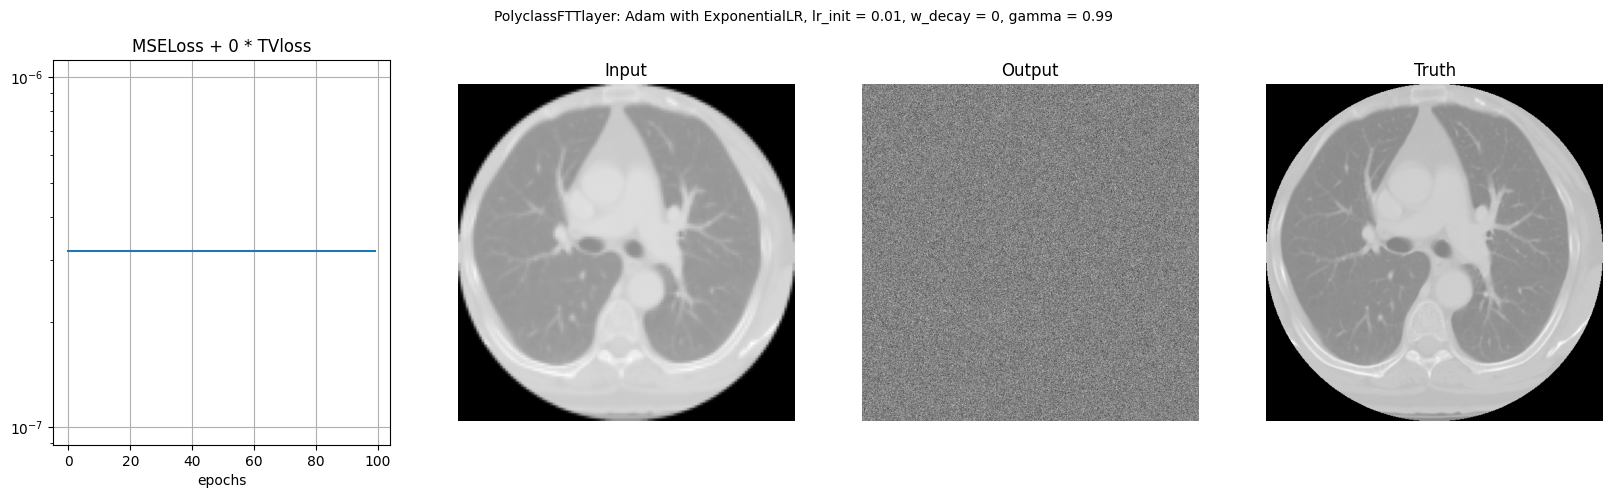 PolyclassFTTlayer: Adam with ExponentialLR, lr_init = 0.01, w_decay = 0, gamma = 0.99
MSELoss + 0 * TVloss
Input
Output
Truth
10⁻⁶
10⁻⁷
0 20 40 60 80 100
epochs